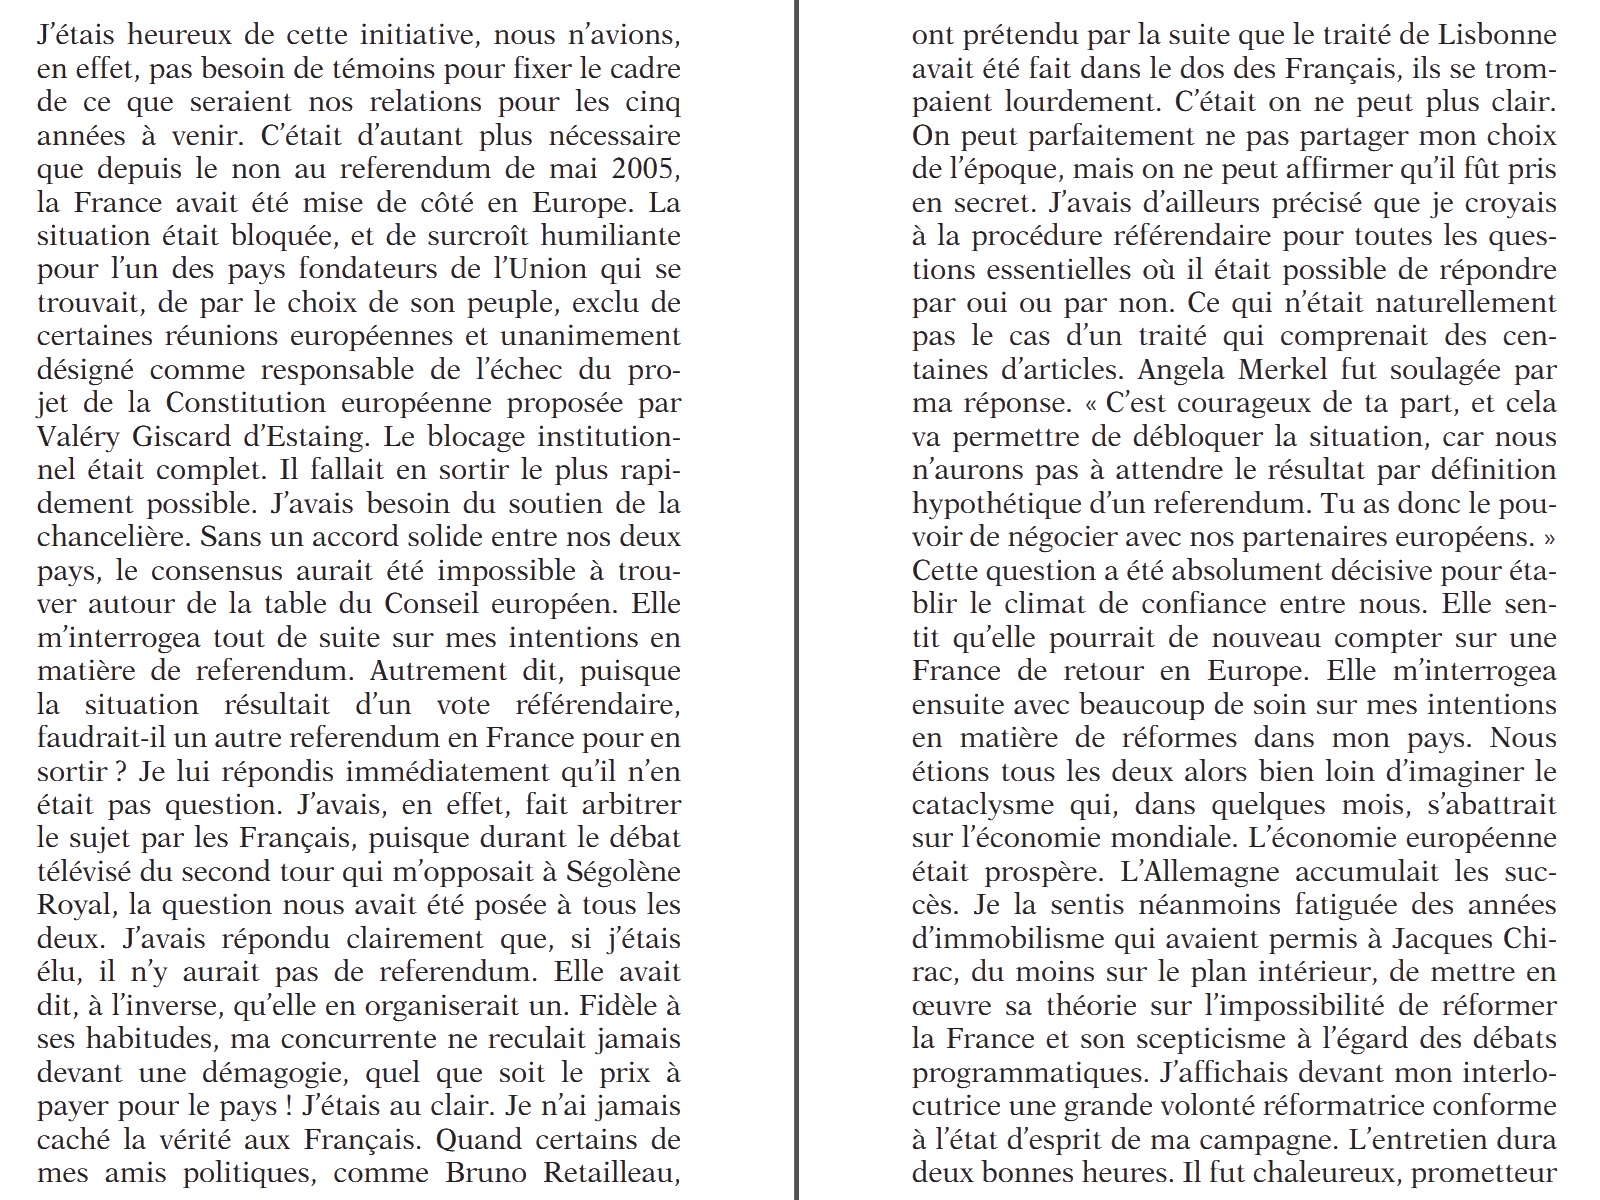 J’étais heureux de cette initiative, nous n’avions,
en effet, pas besoin de témoins pour fixer le cadre
de ce que seraient nos relations pour les cinq
années à venir. C’était d’autant plus nécessaire
que depuis le non au referendum de mai 2005,
la France avait été mise de côté en Europe. La
situation était bloquée, et de surcroît humiliante
pour l’un des pays fondateurs de l’Union qui se
trouvait, de par le choix de son peuple, exclu de
certaines réunions européennes et unanimement
désigné comme responsable de l’échec du pro-
jet de la Constitution européenne proposée par
Valéry Giscard d’Estaing. Le blocage institution-
nel était complet. Il fallait en sortir le plus rapi-
dement possible. J’avais besoin du soutien de la
chancelière. Sans un accord solide entre nos deux
pays, le consensus aurait été impossible à trou-
ver autour de la table du Conseil européen. Elle
m’interrogea tout de suite sur mes intentions en
matière de referendum. Autrement dit, puisque
la situation résultait d’un vote référendaire,
faudrait-il un autre referendum en France pour en
sortir ? Je lui répondis immédiatement qu’il n’en
était pas question. J’avais, en effet, fait arbitrer
le sujet par les Français, puisque durant le débat
télévisé du second tour qui m’opposait à Ségolène
Royal, la question nous avait été posée à tous les
deux. J’avais répondu clairement que, si j’étais
élu, il n’y aurait pas de referendum. Elle avait
dit, à l’inverse, qu’elle en organiserait un. Fidèle à
ses habitudes, ma concurrente ne reculait jamais
devant une démagogie, quel que soit le prix à
payer pour le pays ! J’étais au clair. Je n’ai jamais
caché la vérité aux Français. Quand certains de
mes amis politiques, comme Bruno Retailleau,
ont prétendu par la suite que le traité de Lisbonne
avait été fait dans le dos des Français, ils se trom-
paient lourdement. C’était on ne peut plus clair.
On peut parfaitement ne pas partager mon choix
de l’époque, mais on ne peut affirmer qu’il fût pris
en secret. J’avais d’ailleurs précisé que je croyais
à la procédure référendaire pour toutes les ques-
tions essentielles où il était possible de répondre
par oui ou par non. Ce qui n’était naturellement
pas le cas d’un traité qui comprenait des cen-
taines d’articles. Angela Merkel fut soulagée par
ma réponse. « C’est courageux de ta part, et cela
va permettre de débloquer la situation, car nous
n’aurons pas à attendre le résultat par définition
hypothétique d’un referendum. Tu as donc le pou-
voir de négocier avec nos partenaires européens. »
Cette question a été absolument décisive pour éta-
blir le climat de confiance entre nous. Elle sen-
tit qu’elle pourrait de nouveau compter sur une
France de retour en Europe. Elle m’interrogea
ensuite avec beaucoup de soin sur mes intentions
en matière de réformes dans mon pays. Nous
étions tous les deux alors bien loin d’imaginer le
cataclysme qui, dans quelques mois, s’abattrait
sur l’économie mondiale. L’économie européenne
était prospère. L’Allemagne accumulait les suc-
cès. Je la sentis néanmoins fatiguée des années
d’immobilisme qui avaient permis à Jacques Chi-
rac, du moins sur le plan intérieur, de mettre en
œuvre sa théorie sur l’impossibilité de réformer
la France et son scepticisme à l’égard des débats
programmatiques. J’affichais devant mon interlo-
cutrice une grande volonté réformatrice conforme
à l’état d’esprit de ma campagne. L’entretien dura
deux bonnes heures. Il fut chaleureux, prometteur